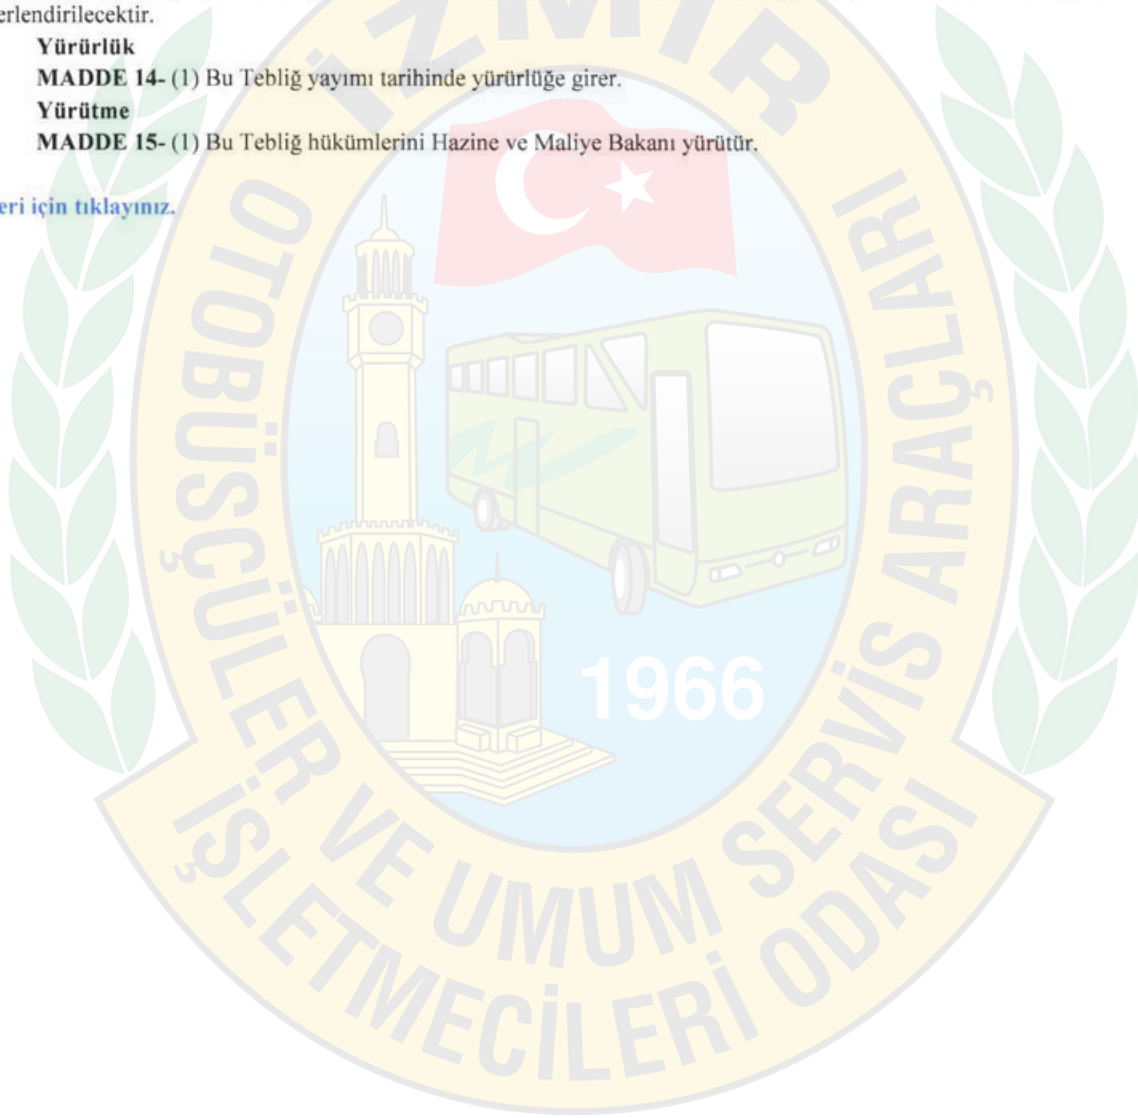 erlendirilecektir.
Yürürlük
MADDE 14- (1) Bu Tebliğ yayımı tarihinde yürürlüğe girer.
Yürütme
MADDE 15- (1) Bu Tebliğ hükümlerini Hazine ve Maliye Bakanı yürütür.
eri için tıklayınız.
İZMİR
OTOBÜSÇÜLER VE UMUM SERVİS ARAÇLARI
İŞLETMECİLERİ ODASI
1966